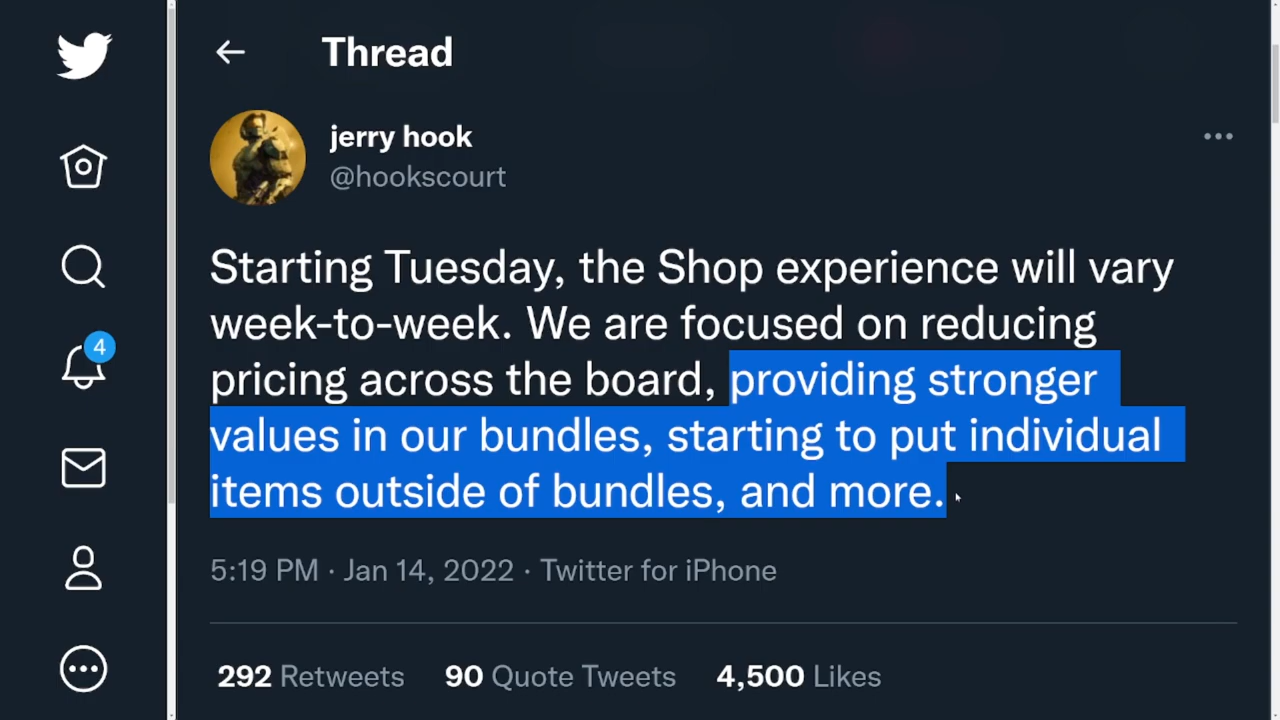 Thread
jerry hook
@hookscourt
Starting Tuesday, the Shop experience will vary
week-to-week. We are focused on reducing
pricing across the board, providing stronger
values in our bundles, starting to put individual
items outside of bundles, and more.
4
5:19 PM · Jan 14, 2022 · Twitter for iPhone
292 Retweets 90 Quote Tweets 4,500 Likes